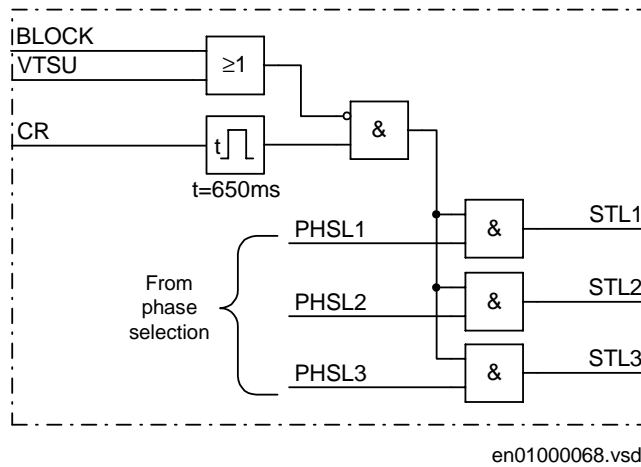 BLOCK
VTSU
≥1
CR
t
&
t=650ms
PHSL1
&
STL1
From
phase
selection
PHSL2
&
STL2
PHSL3
&
STL3
en01000068.vsd